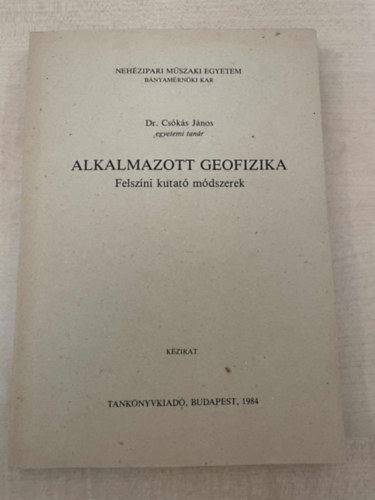 NEHÉZIPARI MŰSZAKI EGYETEM
BÁNYAMÉRNÖKI KAR
Dr. Csókás János
egyetemi tanár
ALKALMAZOTT GEOFIZIKA
Felszíni kutató módszerek
KÉZIRAT
TANKÖNYVKIADÓ, BUDAPEST, 1984